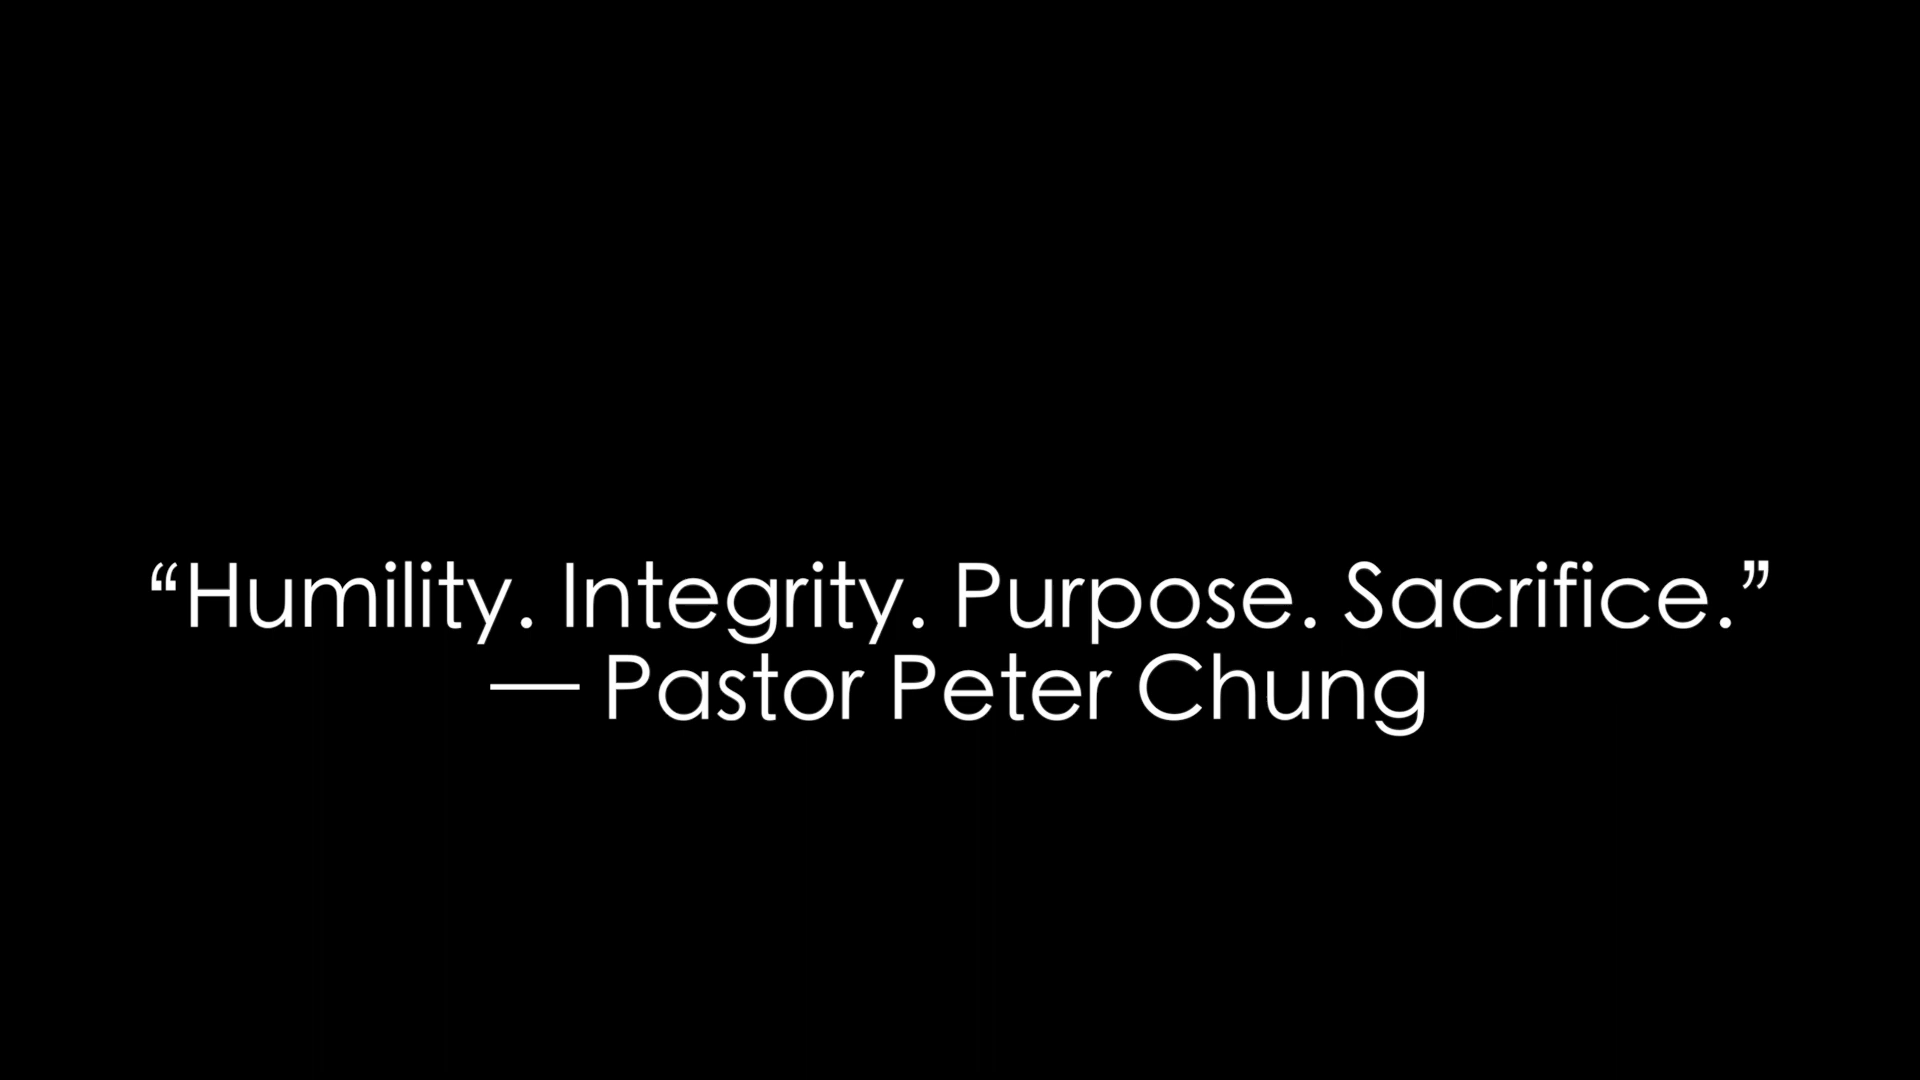 “Humility. Integrity. Purpose. Sacrifice.”
— Pastor Peter Chung